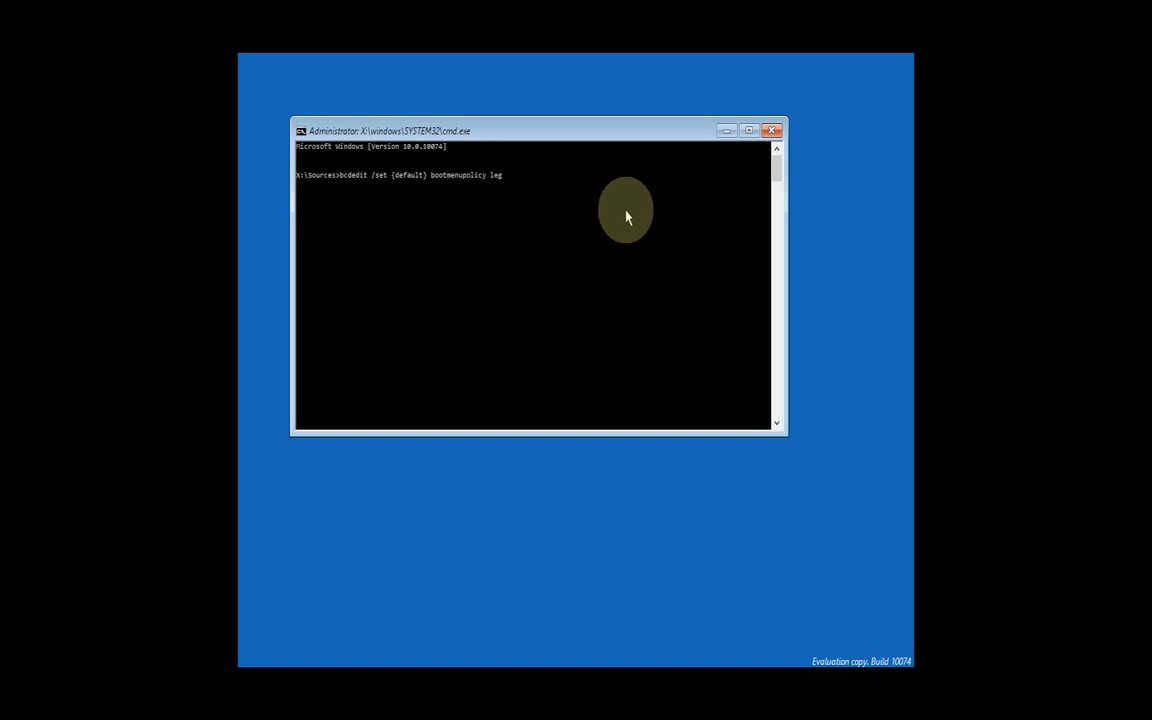 Administrator: X:\windows\SYSTEM32\cmd.exe
Microsoft Windows [Version 10.0.10074]
X:\Sources>bcdedit /set {default} bootmenupolicy leg
Evaluation copy. Build 10074